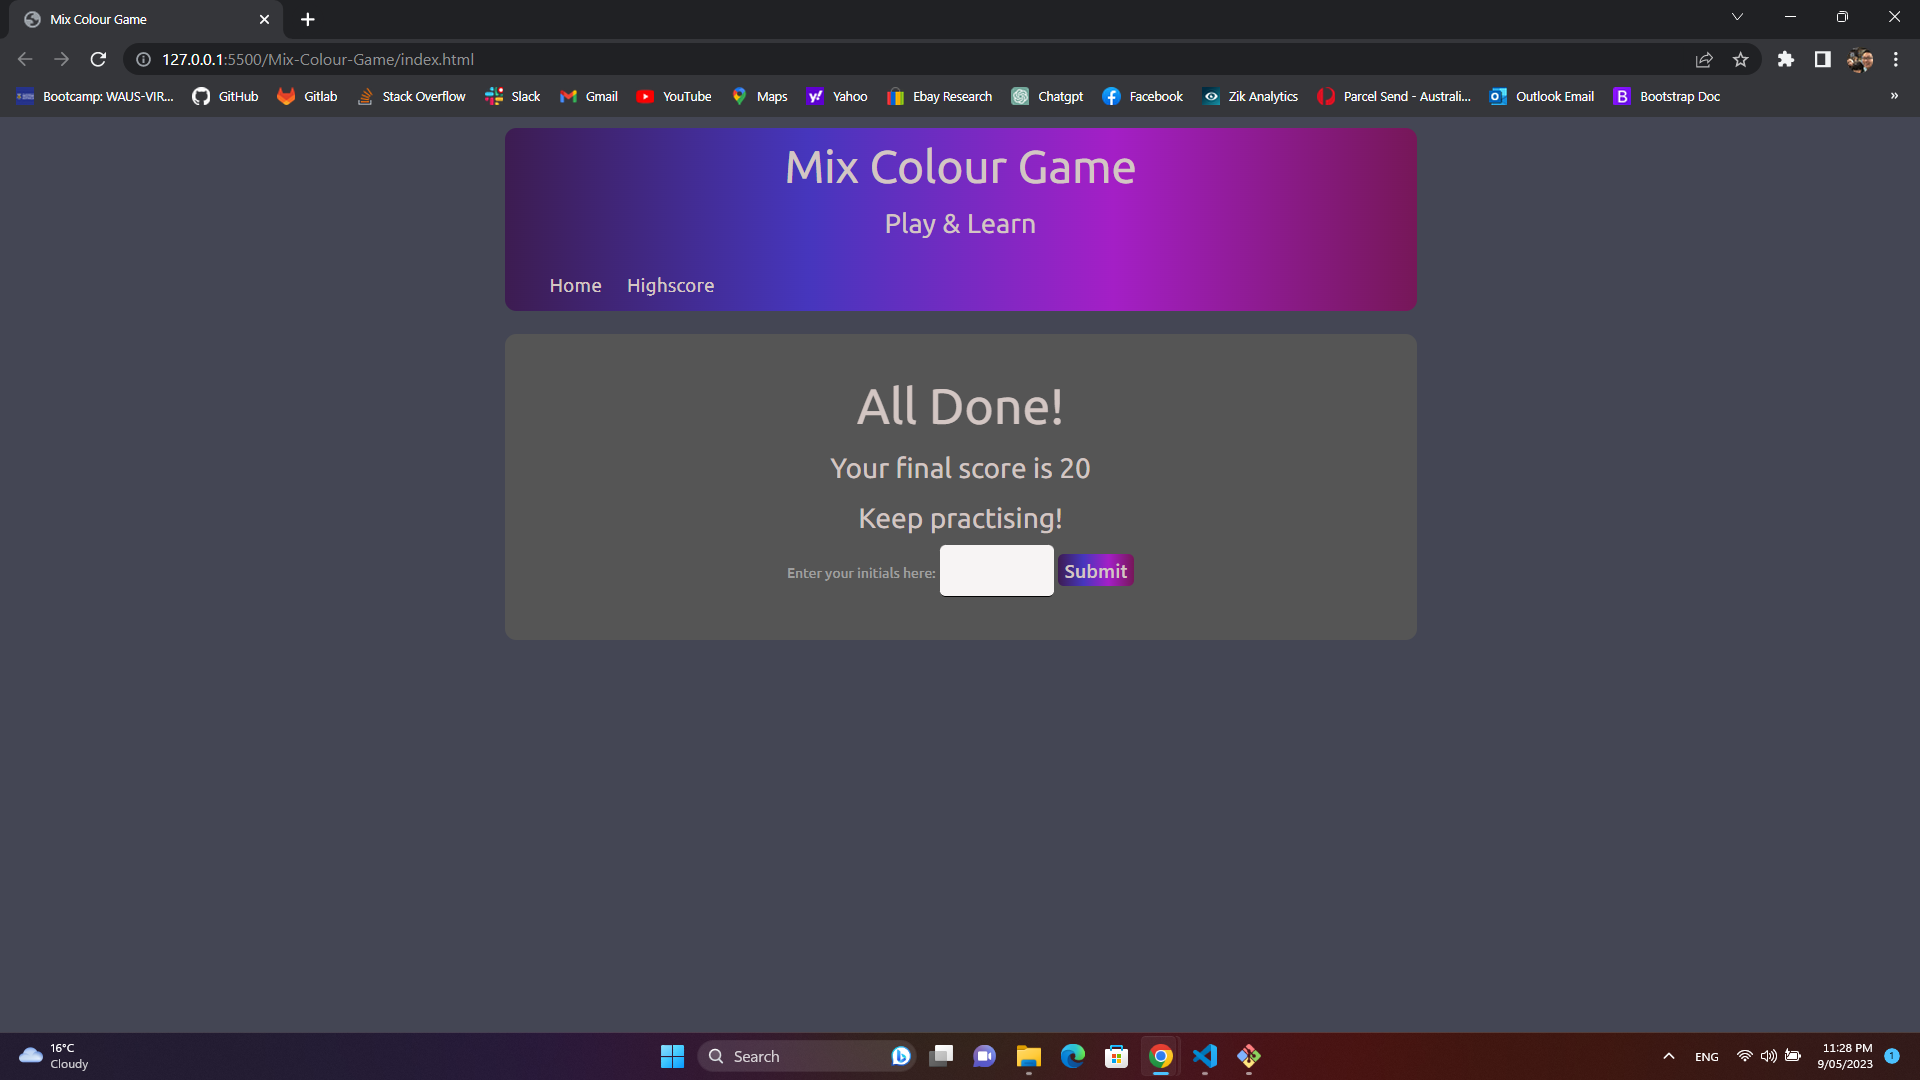 Mix Colour Game
127.0.0.1:5500/Mix-Colour-Game/index.html
Bootcamp: WAUS-VIR... GitHub Gitlab Stack Overflow Slack Gmail YouTube Maps Yahoo Ebay Research Chatgpt Facebook Zik Analytics Parcel Send - Australi... Outlook Email B Bootstrap Doc »
Mix Colour Game
Play & Learn
Home Highscore
All Done!
Your final score is 20
Keep practising!
Enter your initials here: Submit
16°C
Cloudy
Search
ENG
11:28 PM
9/05/2023
1